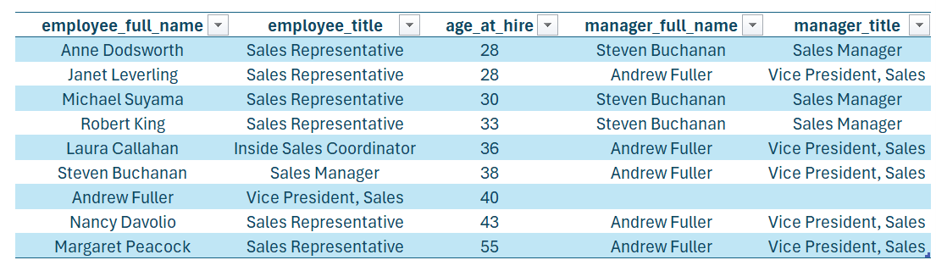 employee_full_name employee_title age_at_hire manager_full_name manager_title
Anne Dodsworth Sales Representative 28 Steven Buchanan Sales Manager
Janet Leverling Sales Representative 28 Andrew Fuller Vice President, Sales
Michael Suyama Sales Representative 30 Steven Buchanan Sales Manager
Robert King Sales Representative 33 Steven Buchanan Sales Manager
Laura Callahan Inside Sales Coordinator 36 Andrew Fuller Vice President, Sales
Steven Buchanan Sales Manager 38 Andrew Fuller Vice President, Sales
Andrew Fuller Vice President, Sales 40
Nancy Davolio Sales Representative 43 Andrew Fuller Vice President, Sales
Margaret Peacock Sales Representative 55 Andrew Fuller Vice President, Sales